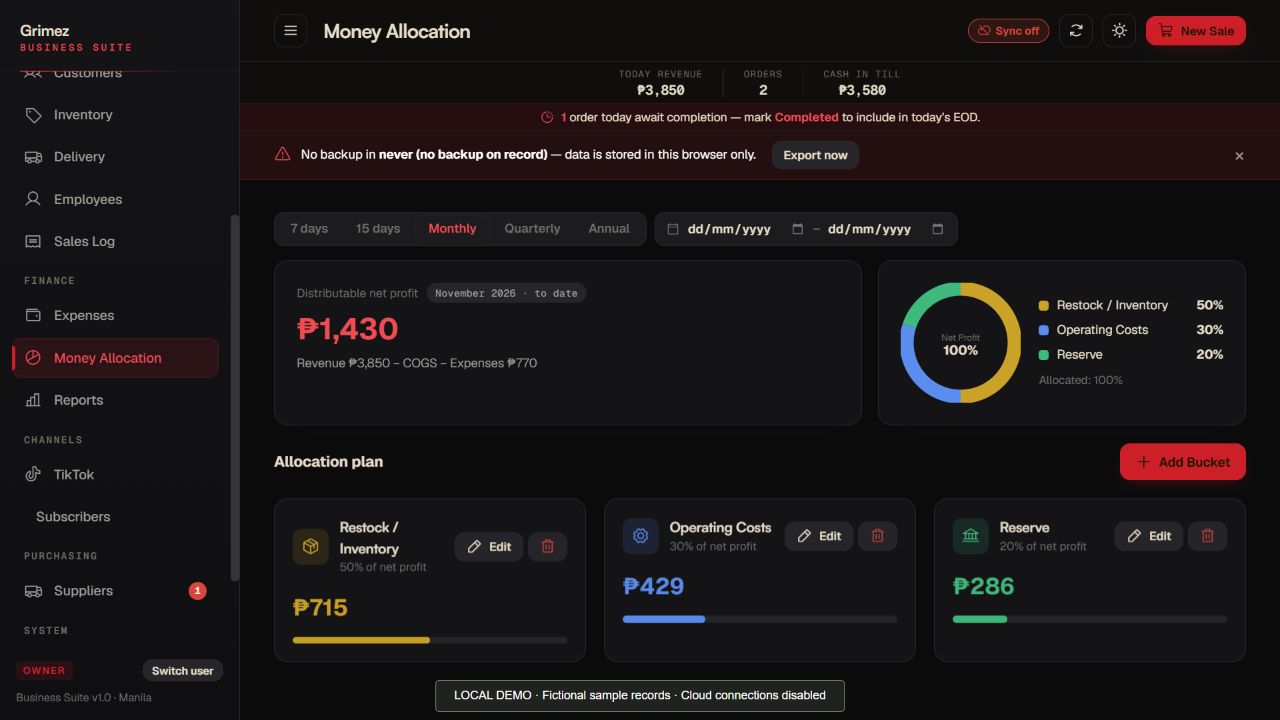 Grimez
BUSINESS SUITE
Customers
Inventory
Delivery
Employees
Sales Log
FINANCE
Expenses
Money Allocation
Reports
CHANNELS
TikTok
Subscribers
PURCHASING
Suppliers 1
SYSTEM
OWNER Switch user
Business Suite v1.0 · Manila
Money Allocation
Sync off
New Sale
TODAY REVENUE ORDERS CASH IN TILL
₱3,850 2 ₱3,580
1 order today await completion — mark Completed to include in today's EOD.
No backup in never (no backup on record) — data is stored in this browser only. Export now ×
7 days 15 days Monthly Quarterly Annual dd/mm/yyyy – dd/mm/yyyy
Distributable net profit November 2026 · to date
₱1,430
Revenue ₱3,850 − COGS − Expenses ₱770
Net Profit
100%
Restock / Inventory 50%
Operating Costs 30%
Reserve 20%
Allocated: 100%
Allocation plan
Add Bucket
Restock /
Inventory
50% of net profit
Edit
₱715
Operating Costs
30% of net profit
Edit
₱429
Reserve
20% of net profit
Edit
₱286
LOCAL DEMO · Fictional sample records · Cloud connections disabled